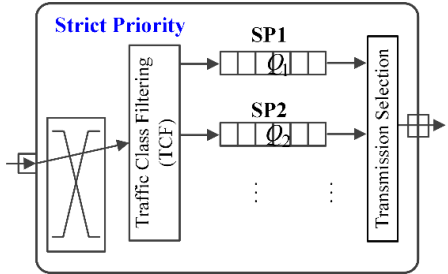 Strict Priority
SP1
Q1
SP2
Q2
Traffic Class Filtering
(TCF)
Transmission Selection